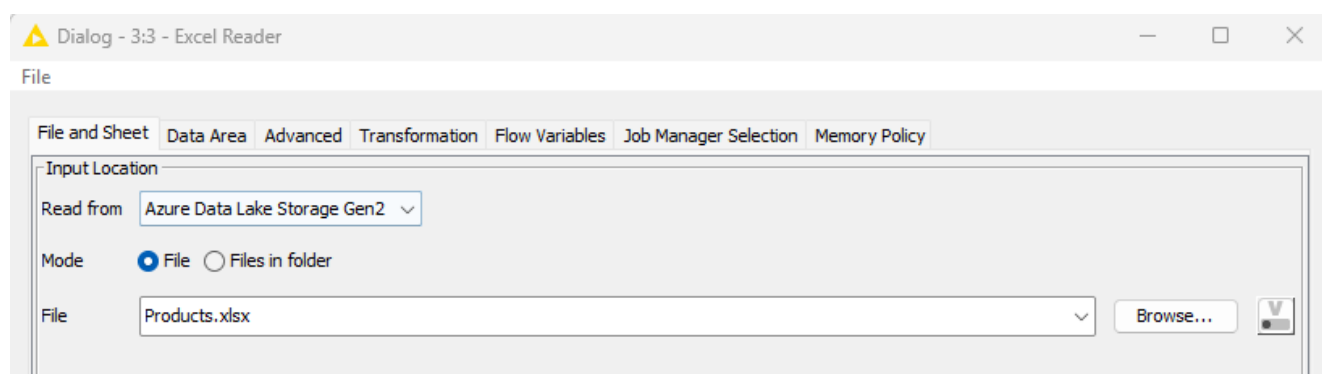 Dialog - 3:3 - Excel Reader
File
File and Sheet Data Area Advanced Transformation Flow Variables Job Manager Selection Memory Policy
Input Location
Read from Azure Data Lake Storage Gen2
Mode File Files in folder
File Products.xlsx Browse... V